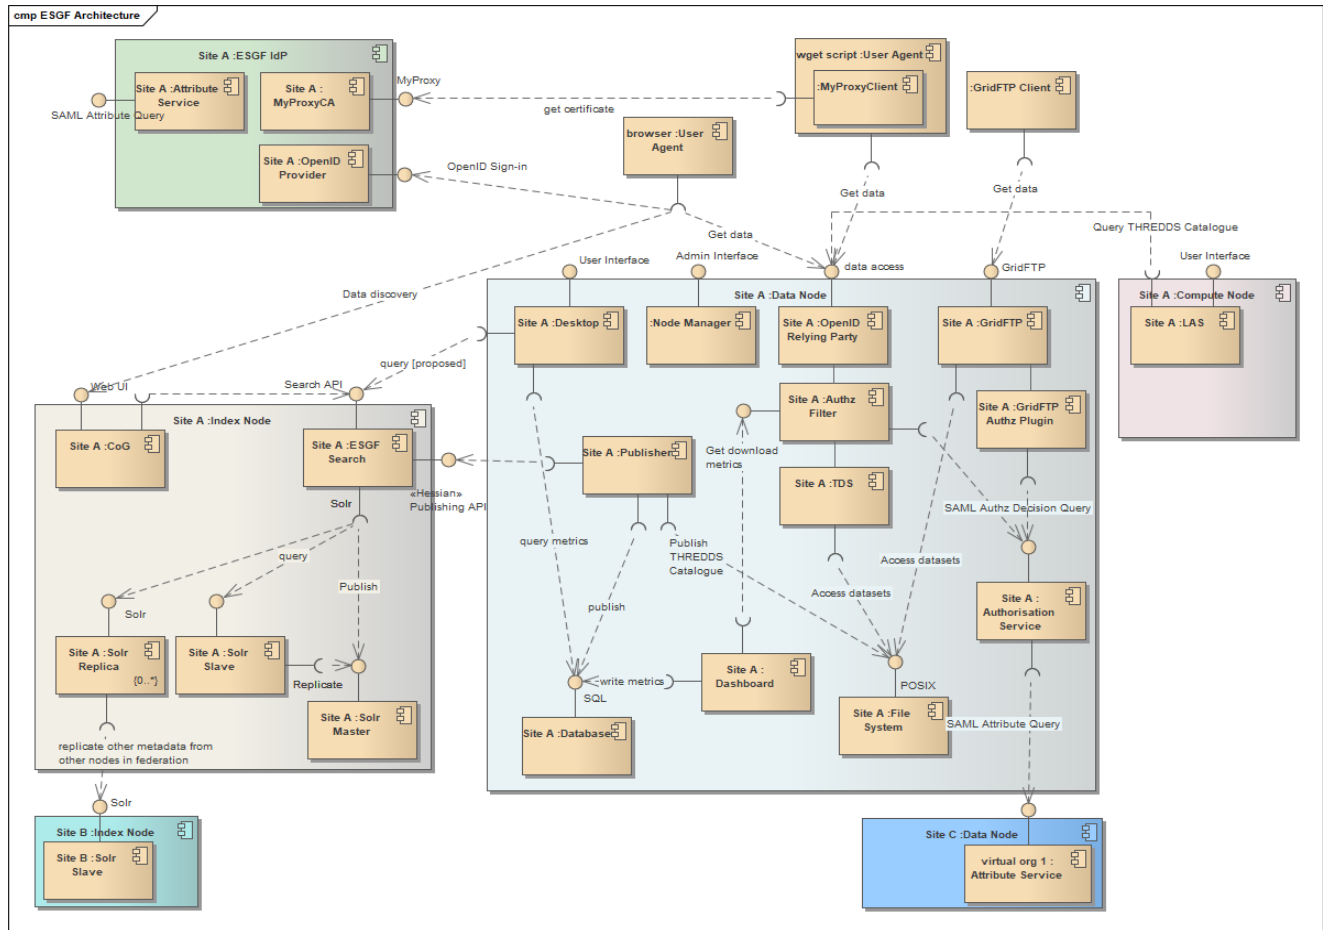 cmp ESGF Architecture
Site A :ESGF IdP
Site A :Attribute
Service
Site A :
MyProxyCA
SAML Attribute Query
Site A :OpenID
Provider
MyProxy
get certificate
OpenID Sign-in
wget script :User Agent
:MyProxyClient
:GridFTP Client
browser :User
Agent
Get data
Get data
Get data
Query THREDDS Catalogue
Data discovery
User Interface
Admin Interface
data access
GridFTP
User Interface
Site A :Data Node
Site A :Desktop
:Node Manager
Site A :OpenID
Relying Party
Site A :GridFTP
Site A :Compute Node
Site A :LAS
query [proposed]
Web UI
Search API
Site A :Index Node
Site A :CoG
Site A :ESGF
Search
Solr
«Hessian»
Publishing API
Site A :Authz
Filter
Site A :GridFTP
Authz Plugin
Get download
metrics
Site A :Publisher
Site A :TDS
SAML Authz Decision Query
query metrics
Publish
THREDDS
Catalogue
Access datasets
Access datasets
query
Publish
publish
Solr
Site A :Solr
Replica
{0..*}
Site A :Solr
Slave
Replicate
Site A :Solr
Master
Site A :
Authorisation
Service
Site A :
Dashboard
write metrics
SQL
POSIX
Site A :Database
Site A :File
System
SAML Attribute Query
replicate other metadata from
other nodes in federation
Solr
Site B :Index Node
Site B :Solr
Slave
Site C :Data Node
virtual org 1 :
Attribute Service